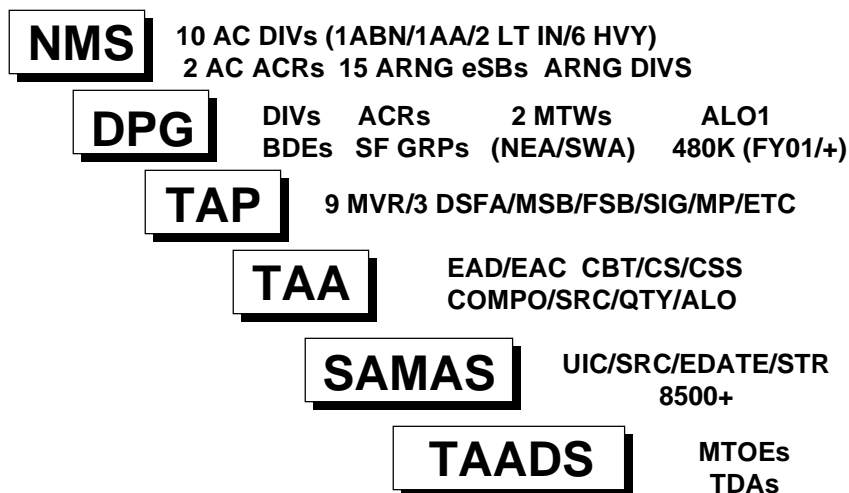 NMS
10 AC DIVs (1ABN/1AA/2 LT IN/6 HVY)
2 AC ACRs 15 ARNG eSBs ARNG DIVS
DPG
DIVs ACRs 2 MTWs ALO1
BDEs SF GRPs (NEA/SWA) 480K (FY01/+)
TAP
9 MVR/3 DSFA/MSB/FSB/SIG/MP/ETC
TAA
EAD/EAC CBT/CS/CSS
COMPO/SRC/QTY/ALO
SAMAS
UIC/SRC/EDATE/STR
8500+
TAADS
MTOEs
TDAs